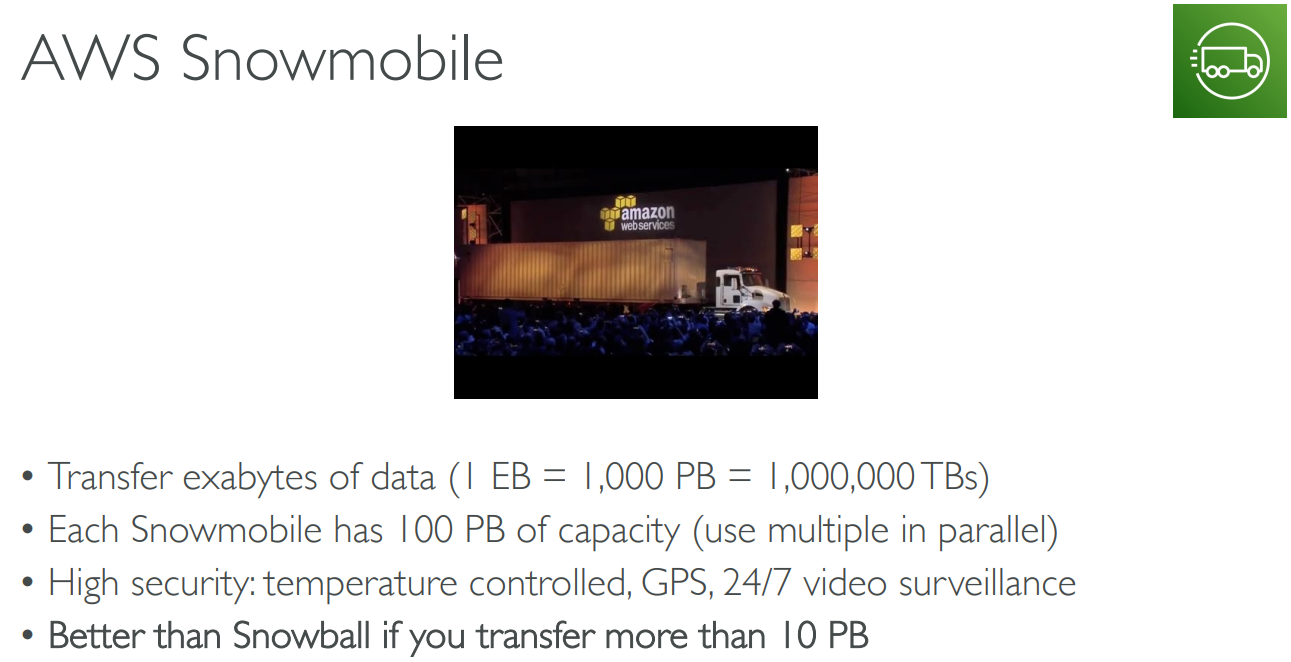 AWS Snowmobile
amazon
webservices
• Transfer exabytes of data (1 EB = 1,000 PB = 1,000,000 TBs)
• Each Snowmobile has 100 PB of capacity (use multiple in parallel)
• High security: temperature controlled, GPS, 24/7 video surveillance
• Better than Snowball if you transfer more than 10 PB